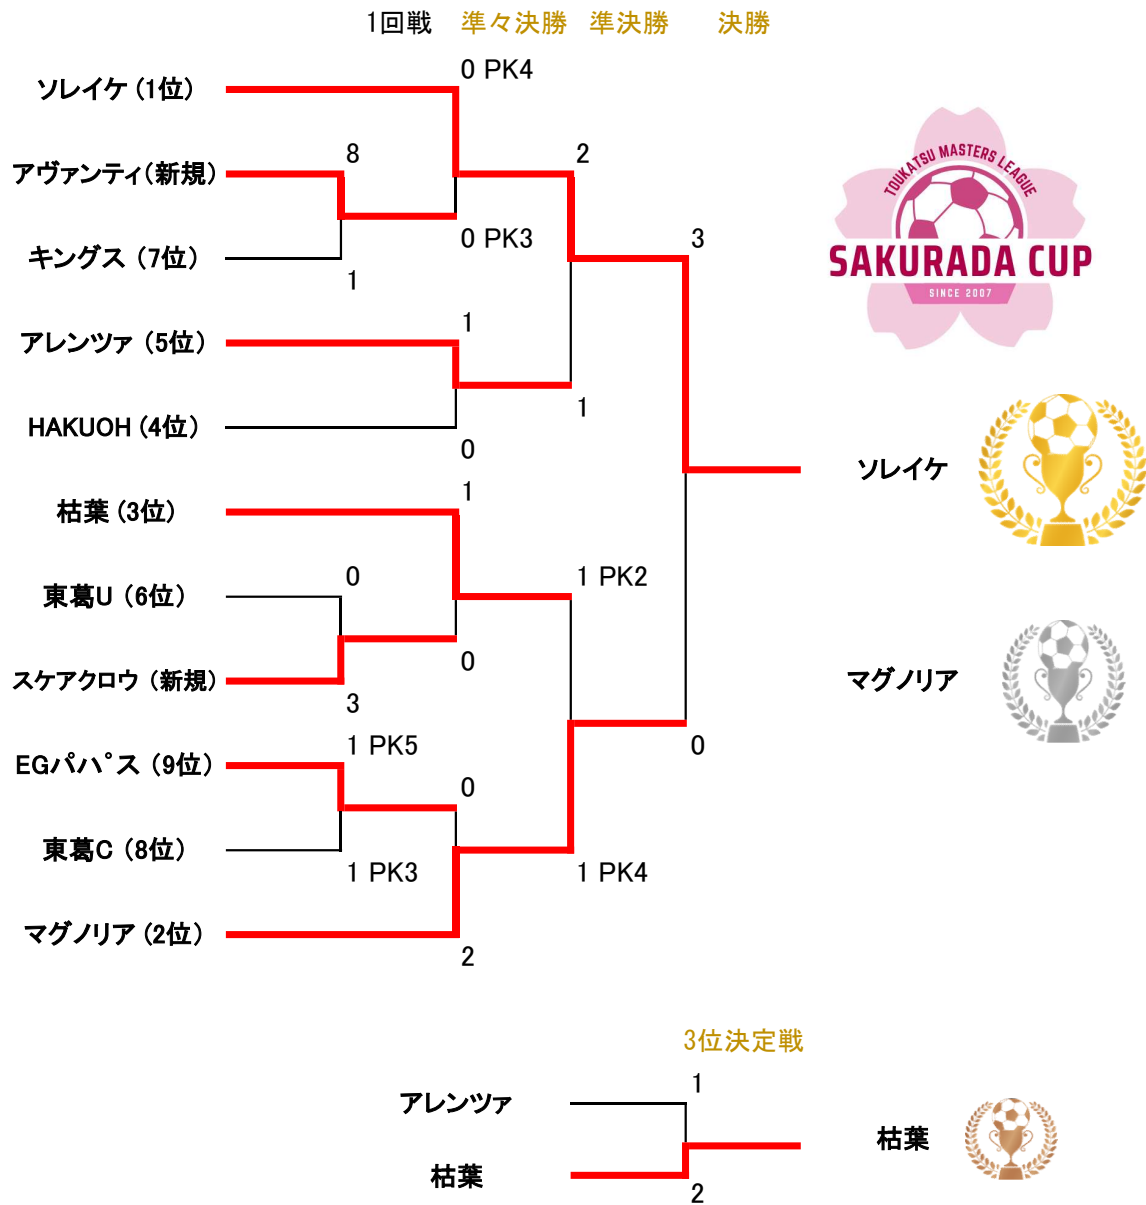 1回戦 準々決勝 準決勝 決勝
0 PK4
ソレイケ (1位)
8
2
アヴァンティ(新規)
TOUKATSU MASTERS LEAGUE
0 PK3
3
キングス (7位)
SAKURADA CUP
1
SINCE 2007
1
アレンツァ (5位)
1
HAKUOH (4位)
0
ソレイケ
1
枯葉 (3位)
0
1 PK2
東葛U (6位)
0
スケアクロウ (新規)
マグノリア
3
1 PK5
0
EGパパス (9位)
0
東葛C (8位)
1 PK3
1 PK4
マグノリア (2位)
2
3位決定戦
1
アレンツァ
枯葉
枯葉
2